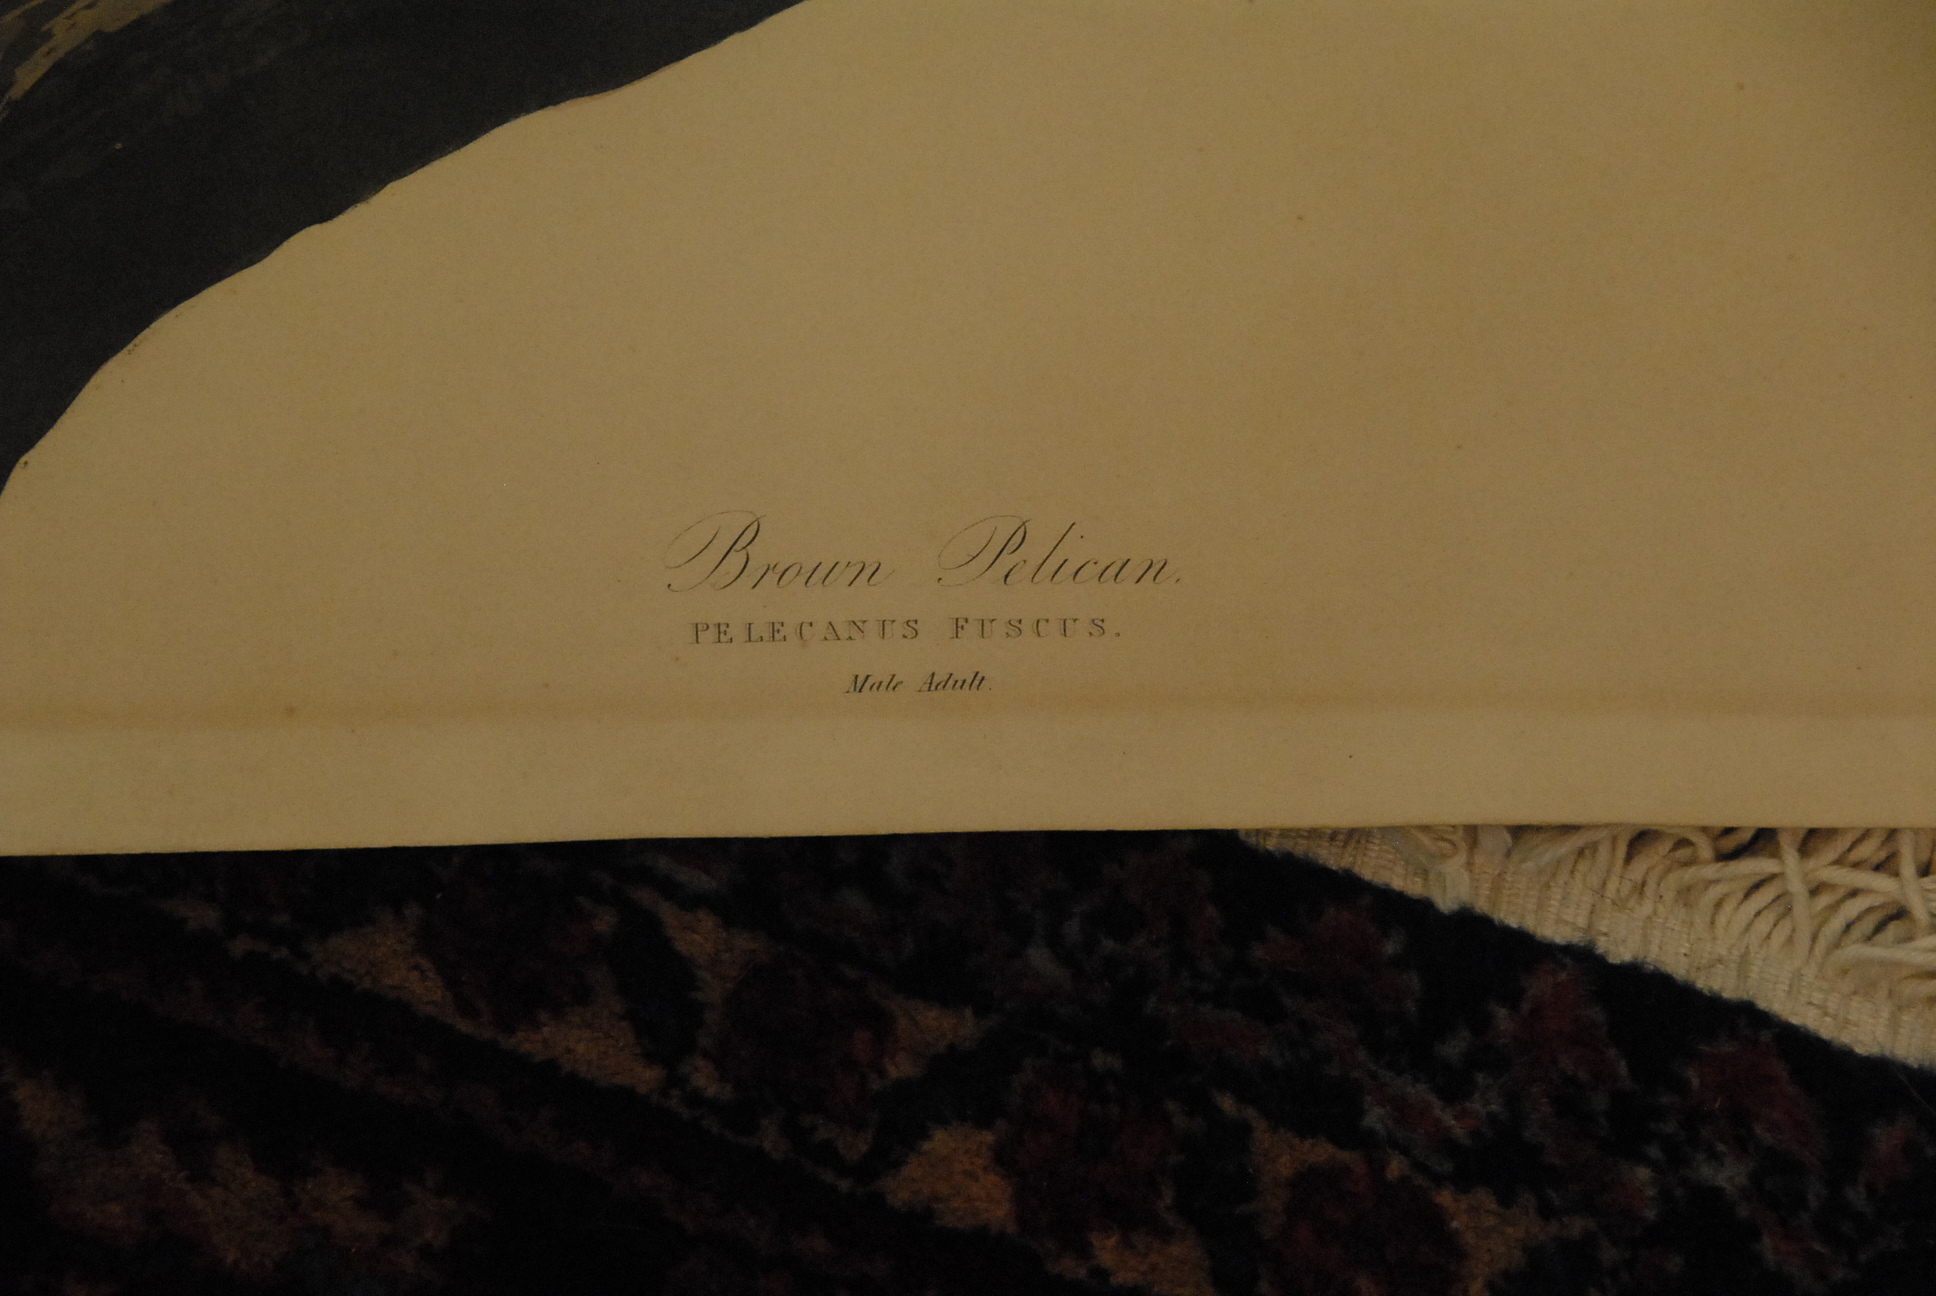 Brown Pelican.
PELECANUS FUSCUS.
Male Adult.